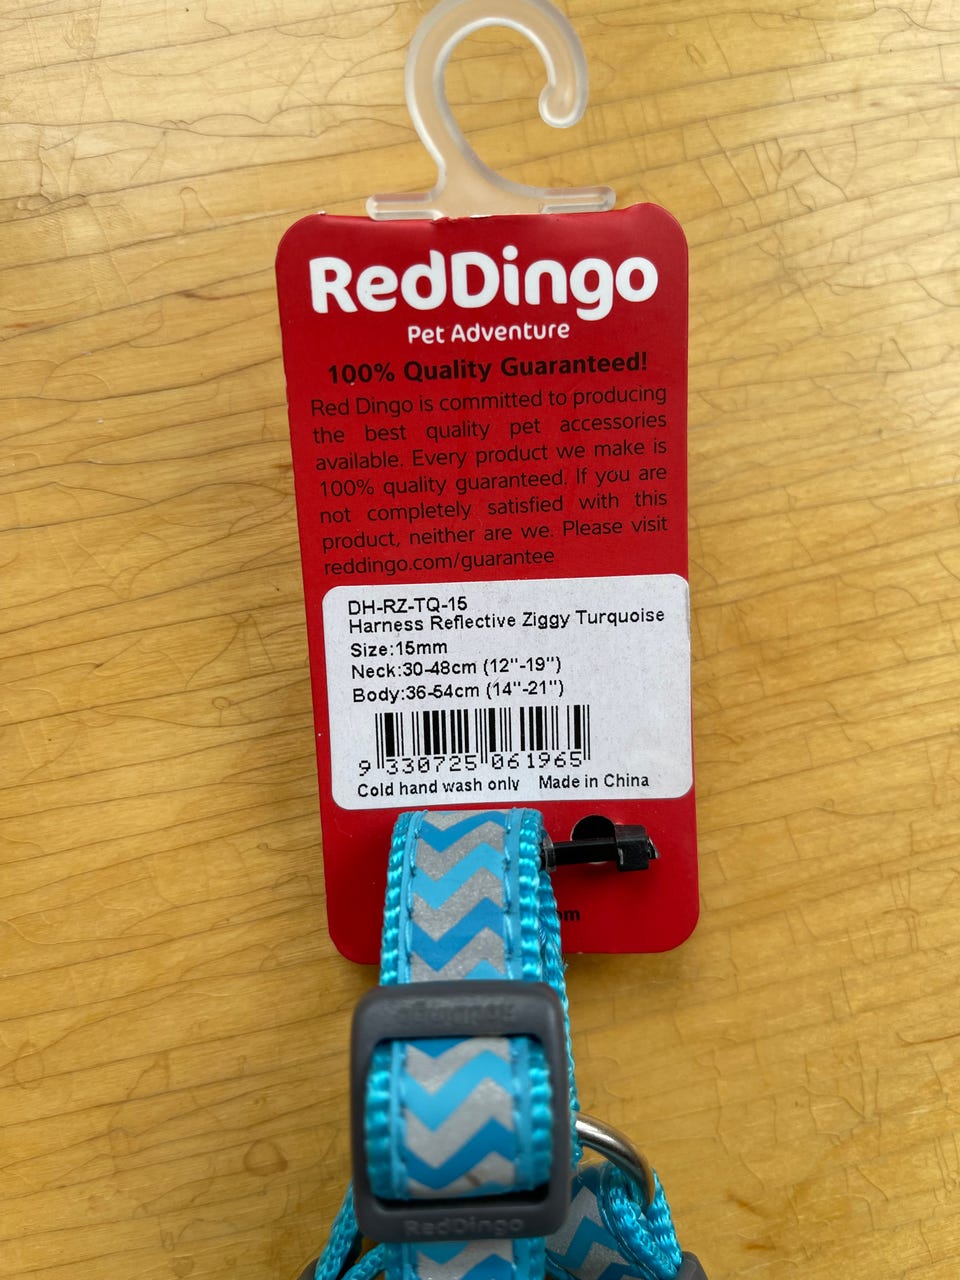 RedDingo
Pet Adventure
100% Quality Guaranteed!
Red Dingo is committed to producing
the best quality pet accessories
available. Every product we make is
100% quality guaranteed. If you are
not completely satisfied with this
product, neither are we. Please visit
reddingo.com/guarantee
DH-RZ-TQ-15
Harness Reflective Ziggy Turquoise
Size:15mm
Neck:30-48cm (12"-19")
Body:36-54cm (14"-21")
9 330725 061965
Cold hand wash only Made in China
RedDingo
RedDingo